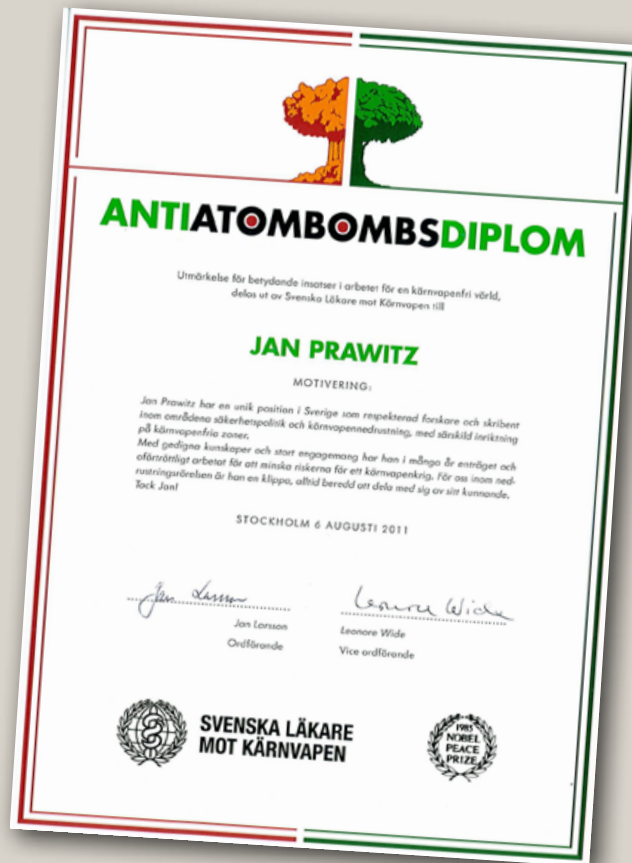 ANTIATOMBOMBSDIPLOM
Utmärkelse för betydande insatser i arbetet för en kärnvapenfri värld,
delas ut av Svenska Läkare mot Kärnvapen till
JAN PRAWITZ
MOTIVERING:
Jan Prawitz har en unik position i Sverige som respekterad forskare och skribent
inom områdena säkerhetspolitik och kärnvapennedrustning, med särskild inriktning
på kärnvapenfria zoner.
Med gedigna kunskaper och stort engagemang har han i många år enträget och
oförtröttligt arbetat för att minska riskerna för ett kärnvapenkrig. För oss inom ned-
rustningsrörelsen är han en klippa, alltid beredd att dela med sig av sitt kunnande.
Tack Jan!
STOCKHOLM 6 AUGUSTI 2011
Jan Larsson Leonore Wide
Jan Larsson Leonore Wide
Ordförande Vice ordförande
SVENSKA LÄKARE
MOT KÄRNVAPEN
1985
NOBEL
PEACE
PRIZE